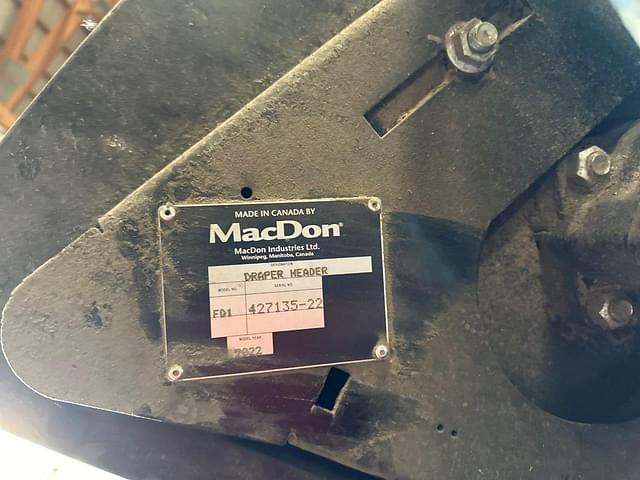 MADE IN CANADA BY
MacDon®
MacDon Industries Ltd.
Winnipeg, Manitoba, Canada
DESIGNATION
DRAPER HEADER
MODEL NO. SERIAL NO.
FD1 427135-22
MODEL YEAR
2022